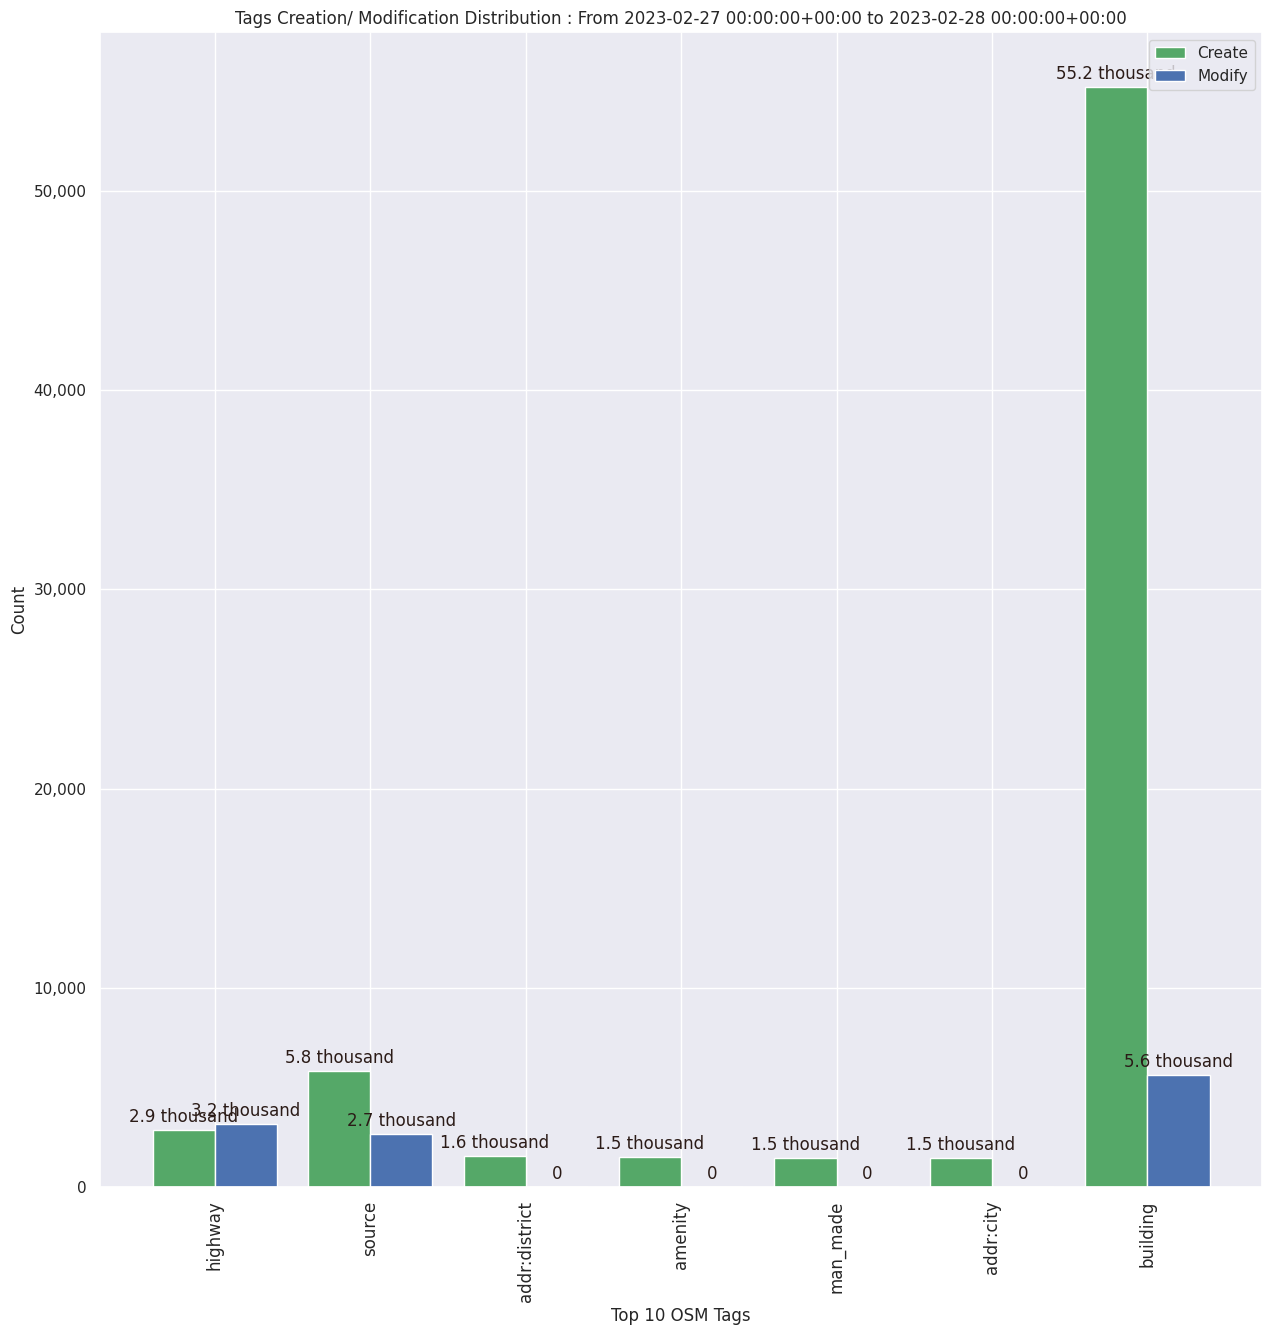 Tags Creation/ Modification Distribution : From 2023-02-27 00:00:00+00:00 to 2023-02-28 00:00:00+00:00
Create
Modify
55.2 thousand
50,000
40,000
30,000
20,000
10,000
0
Count
2.9 thousand
3.2 thousand
5.8 thousand
2.7 thousand
1.6 thousand
0
1.5 thousand
0
1.5 thousand
0
1.5 thousand
0
5.6 thousand
highway
source
addr:district
amenity
man_made
addr:city
building
Top 10 OSM Tags